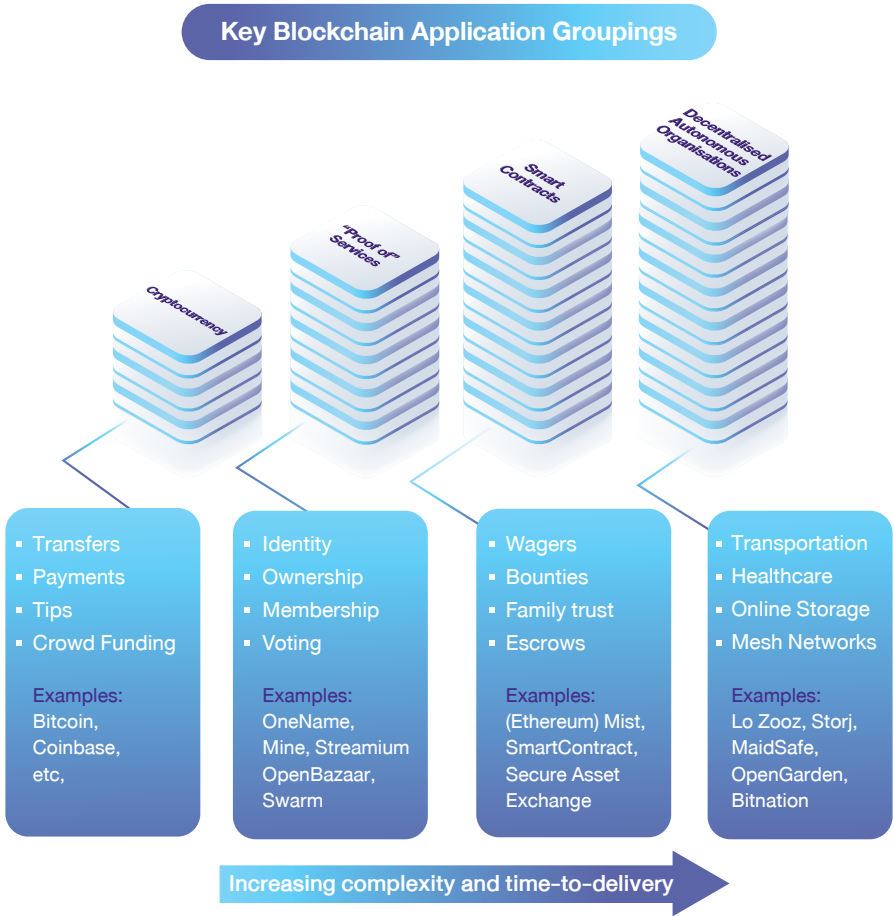 Key Blockchain Application Groupings
Cryptocurrency
“Proof of”
Services
Smart
Contracts
Decentralised
Autonomous
Organisations
Transfers
Payments
Tips
Crowd Funding
Examples:
Bitcoin,
Coinbase,
etc,
Identity
Ownership
Membership
Voting
Examples:
OneName,
Mine, Streamium
OpenBazaar,
Swarm
Wagers
Bounties
Family trust
Escrows
Examples:
(Ethereum) Mist,
SmartContract,
Secure Asset
Exchange
Transportation
Healthcare
Online Storage
Mesh Networks
Examples:
Lo Zooz, Storj,
MaidSafe,
OpenGarden,
Bitnation
Increasing complexity and time-to-delivery